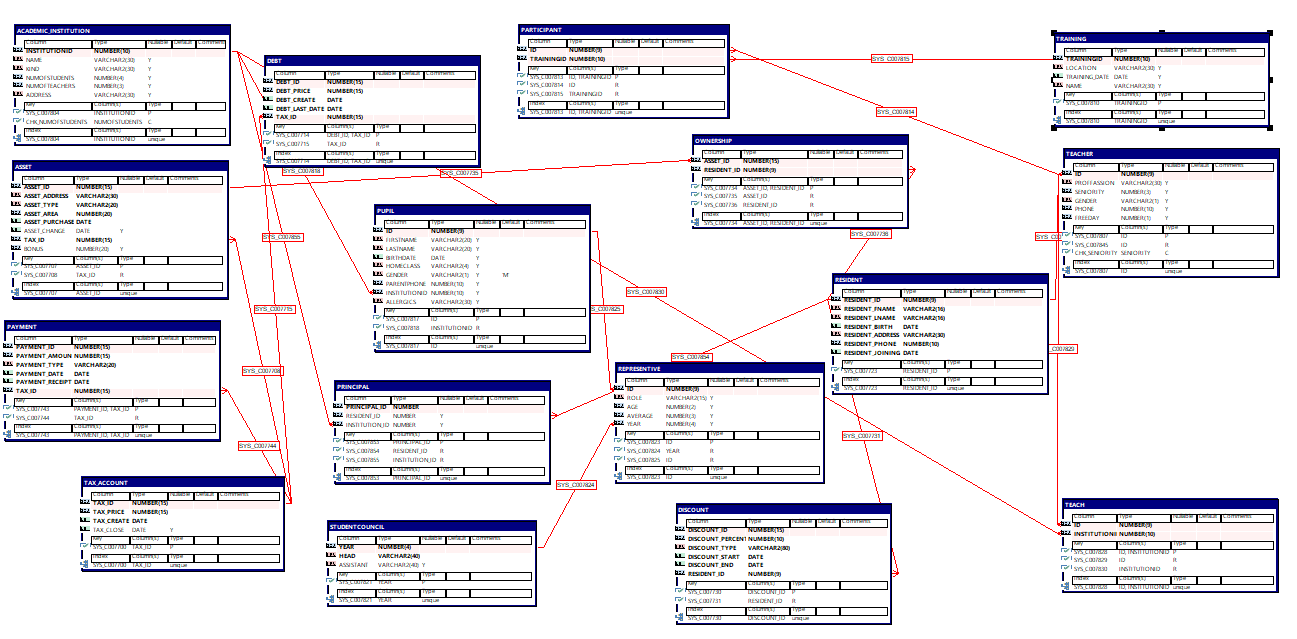 ACADEMIC_INSTITUTION
Column Type Nullable Default Comments
INSTITUTIONID NUMBER(10)
NAME VARCHAR2(30) Y
KIND VARCHAR2(30) Y
NUMOFSTUDENTS NUMBER(4) Y
NUMOFTEACHERS NUMBER(3) Y
ADDRESS VARCHAR2(30) Y
Key Column(s) Type
SYS_C007804 INSTITUTIONID P
CHK_NUMOFSTUDENTS NUMOFSTUDENTS C
Index Column(s) Type
SYS_C007804 INSTITUTIONID unique
DEBT
Column Type Nullable Default Comments
DEBT_ID NUMBER(15)
DEBT_PRICE NUMBER(15)
DEBT_CREATE DATE
DEBT_LAST_DATE DATE
TAX_ID NUMBER(15)
Key Column(s) Type
SYS_C007714 DEBT_ID, TAX_ID P
SYS_C007715 TAX_ID R
Index Column(s) Type
SYS_C007714 DEBT_ID, TAX_ID unique
PARTICIPANT
Column Type Nullable Default Comments
ID NUMBER(9)
TRAININGID NUMBER(10)
Key Column(s) Type
SYS_C007813 ID, TRAININGID P
SYS_C007814 ID R
SYS_C007815 TRAININGID R
Index Column(s) Type
SYS_C007813 ID, TRAININGID unique
SYS_C007815
TRAINING
Column Type Nullable Default Comments
TRAININGID NUMBER(10)
LOCATION VARCHAR2(30) Y
TRAINING_DATE DATE Y
NAME VARCHAR2(30) Y
Key Column(s) Type
SYS_C007810 TRAININGID P
Index Column(s) Type
SYS_C007810 TRAININGID unique
SYS_C007814
OWNERSHIP
Column Type Nullable Default Comments
ASSET_ID NUMBER(15)
RESIDENT_ID NUMBER(9)
Key Column(s) Type
SYS_C007734 ASSET_ID, RESIDENT_ID P
SYS_C007735 ASSET_ID R
SYS_C007736 RESIDENT_ID R
Index Column(s) Type
SYS_C007734 ASSET_ID, RESIDENT_ID unique
TEACHER
Column Type Nullable Default Comments
ID NUMBER(9)
PROFFASSION VARCHAR2(30) Y
SENIORITY NUMBER(3) Y
GENDER VARCHAR2(1) Y
PHONE NUMBER(10) Y
FREEDAY NUMBER(1) Y
Key Column(s) Type
SYS_C007807 ID P
SYS_C007845 ID R
CHK_SENIORITY SENIORITY C
Index Column(s) Type
SYS_C007807 ID unique
ASSET
Column Type Nullable Default Comments
ASSET_ID NUMBER(15)
ASSET_ADDRESS VARCHAR2(30)
ASSET_TYPE VARCHAR2(20)
ASSET_AREA NUMBER(20)
ASSET_PURCHASE DATE
ASSET_CHANGE DATE Y
TAX_ID NUMBER(15)
BONUS NUMBER(20) Y
Key Column(s) Type
SYS_C007707 ASSET_ID P
SYS_C007708 TAX_ID R
Index Column(s) Type
SYS_C007707 ASSET_ID unique
SYS_C007818
SYS_C007735
SYS_C007855
SYS_C007736
PUPIL
Column Type Nullable Default Comments
ID NUMBER(9)
FIRSTNAME VARCHAR2(20) Y
LASTNAME VARCHAR2(20) Y
BIRTHDATE DATE Y
HOMECLASS VARCHAR2(4) Y
GENDER VARCHAR2(1) Y 'M'
PARENTPHONE NUMBER(10) Y
INSTITUTIONID NUMBER(10) Y
ALLERGICS VARCHAR2(30) Y
Key Column(s) Type
SYS_C007817 ID P
SYS_C007818 INSTITUTIONID R
Index Column(s) Type
SYS_C007817 ID unique
SYS_C007830
SYS_C007715
RESIDENT
Column Type Nullable Default Comments
RESIDENT_ID NUMBER(9)
RESIDENT_FNAME VARCHAR2(16)
RESIDENT_LNAME VARCHAR2(16)
RESIDENT_BIRTH DATE
RESIDENT_ADDRESS VARCHAR2(30)
RESIDENT_PHONE NUMBER(10)
RESIDENT_JOINING DATE
Key Column(s) Type
SYS_C007723 RESIDENT_ID P
Index Column(s) Type
SYS_C007723 RESIDENT_ID unique
PAYMENT
Column Type Nullable Default Comments
PAYMENT_ID NUMBER(15)
PAYMENT_AMOUN NUMBER(15)
PAYMENT_TYPE VARCHAR2(20)
PAYMENT_DATE DATE
PAYMENT_RECEIPT DATE
TAX_ID NUMBER(15)
Key Column(s) Type
SYS_C007743 PAYMENT_ID, TAX_ID P
SYS_C007744 TAX_ID R
Index Column(s) Type
SYS_C007743 PAYMENT_ID, TAX_ID unique
SYS_C007708
SYS_C007744
SYS_C007854
PRINCIPAL
Column Type Nullable Default Comments
PRINCIPAL_ID NUMBER
RESIDENT_ID NUMBER Y
INSTITUTION_ID NUMBER Y
Key Column(s) Type
SYS_C007853 PRINCIPAL_ID P
SYS_C007854 RESIDENT_ID R
SYS_C007855 INSTITUTION_ID R
Index Column(s) Type
SYS_C007853 PRINCIPAL_ID unique
REPRESENTIVE
Column Type Nullable Default Comments
ID NUMBER(9)
ROLE VARCHAR2(15) Y
AGE NUMBER(2) Y
AVERAGE NUMBER(3) Y
YEAR NUMBER(4) Y
Key Column(s) Type
SYS_C007823 ID P
SYS_C007824 YEAR R
SYS_C007825 ID R
Index Column(s) Type
SYS_C007823 ID unique
SYS_C007731
SYS_C007824
TAX_ACCOUNT
Column Type Nullable Default Comments
TAX_ID NUMBER(15)
TAX_PRICE NUMBER(15)
TAX_CREATE DATE
TAX_CLOSE DATE Y
Key Column(s) Type
SYS_C007700 TAX_ID P
Index Column(s) Type
SYS_C007700 TAX_ID unique
STUDENTCOUNCIL
Column Type Nullable Default Comments
YEAR NUMBER(4)
HEAD VARCHAR2(40)
ASSISTANT VARCHAR2(40) Y
Key Column(s) Type
SYS_C007821 YEAR P
Index Column(s) Type
SYS_C007821 YEAR unique
DISCOUNT
Column Type Nullable Default Comments
DISCOUNT_ID NUMBER(15)
DISCOUNT_PERCENT NUMBER(10)
DISCOUNT_TYPE VARCHAR2(80)
DISCOUNT_START DATE
DISCOUNT_END DATE
RESIDENT_ID NUMBER(9)
Key Column(s) Type
SYS_C007730 DISCOUNT_ID P
SYS_C007731 RESIDENT_ID R
Index Column(s) Type
SYS_C007730 DISCOUNT_ID unique
TEACH
Column Type Nullable Default Comments
ID NUMBER(9)
INSTITUTIONID NUMBER(10)
Key Column(s) Type
SYS_C007828 ID, INSTITUTIONID P
SYS_C007829 ID R
SYS_C007830 INSTITUTIONID R
Index Column(s) Type
SYS_C007828 ID, INSTITUTIONID unique